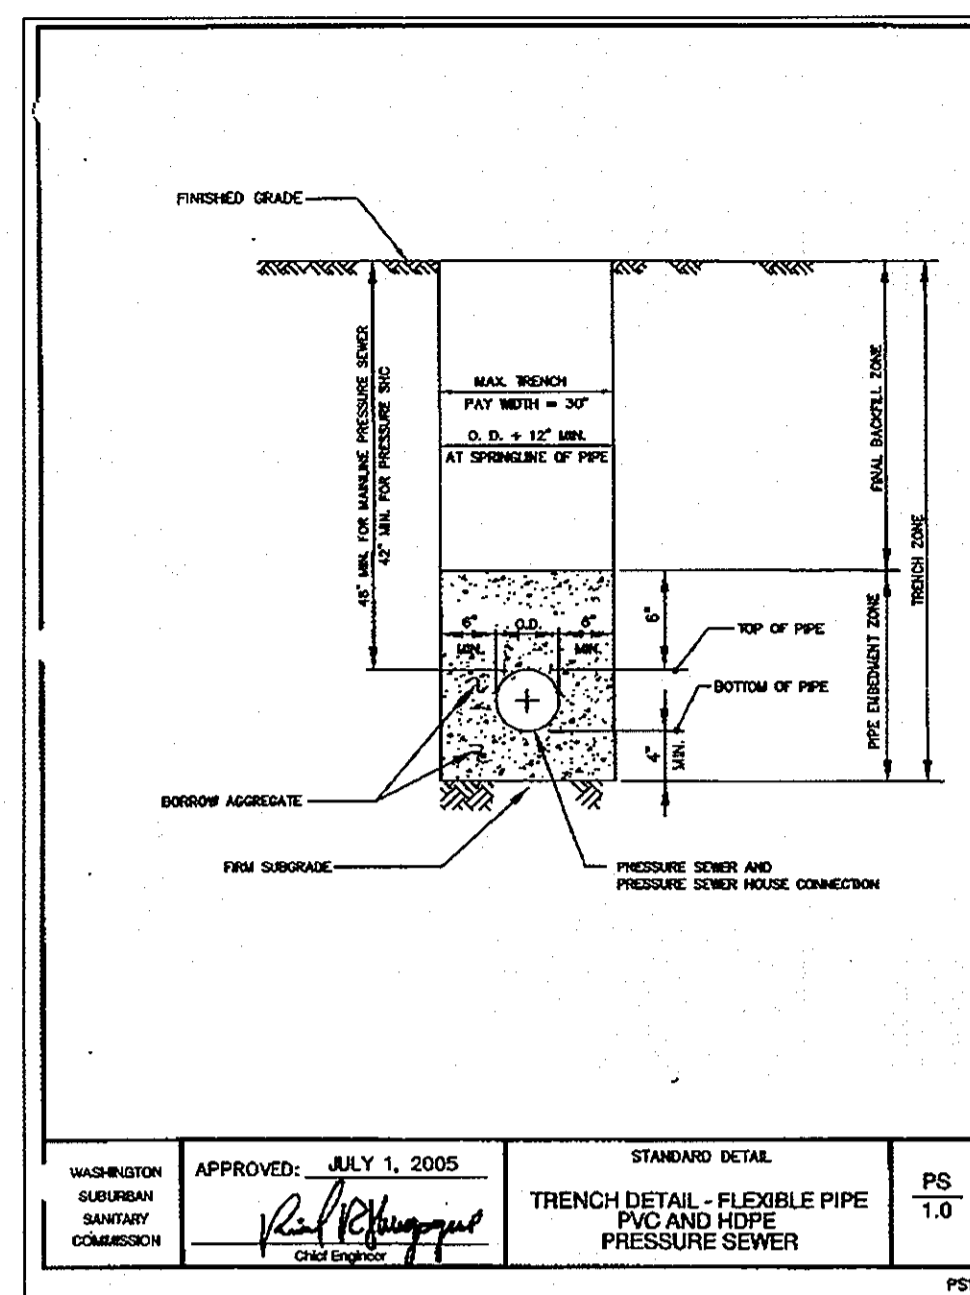 FINISHED GRADE
48" MIN. FOR MAINLINE PRESSURE SEWER
42" MIN. FOR PRESSURE SHC
MAX. TRENCH
PAY WIDTH = 30"
O. D. + 12" MIN.
AT SPRINGLINE OF PIPE
FINAL BACKFILL ZONE
TRENCH ZONE
PIPE EMBEDMENT ZONE
6" O.D. 6"
MIN. MIN.
6"
TOP OF PIPE
BOTTOM OF PIPE
4"
MIN.
BORROW AGGREGATE
FIRM SUBGRADE
PRESSURE SEWER AND
PRESSURE SEWER HOUSE CONNECTION
WASHINGTON
SUBURBAN
SANITARY
COMMISSION
APPROVED: JULY 1, 2005
Chief Engineer
STANDARD DETAIL
TRENCH DETAIL - FLEXIBLE PIPE
PVC AND HDPE
PRESSURE SEWER
PS
1.0